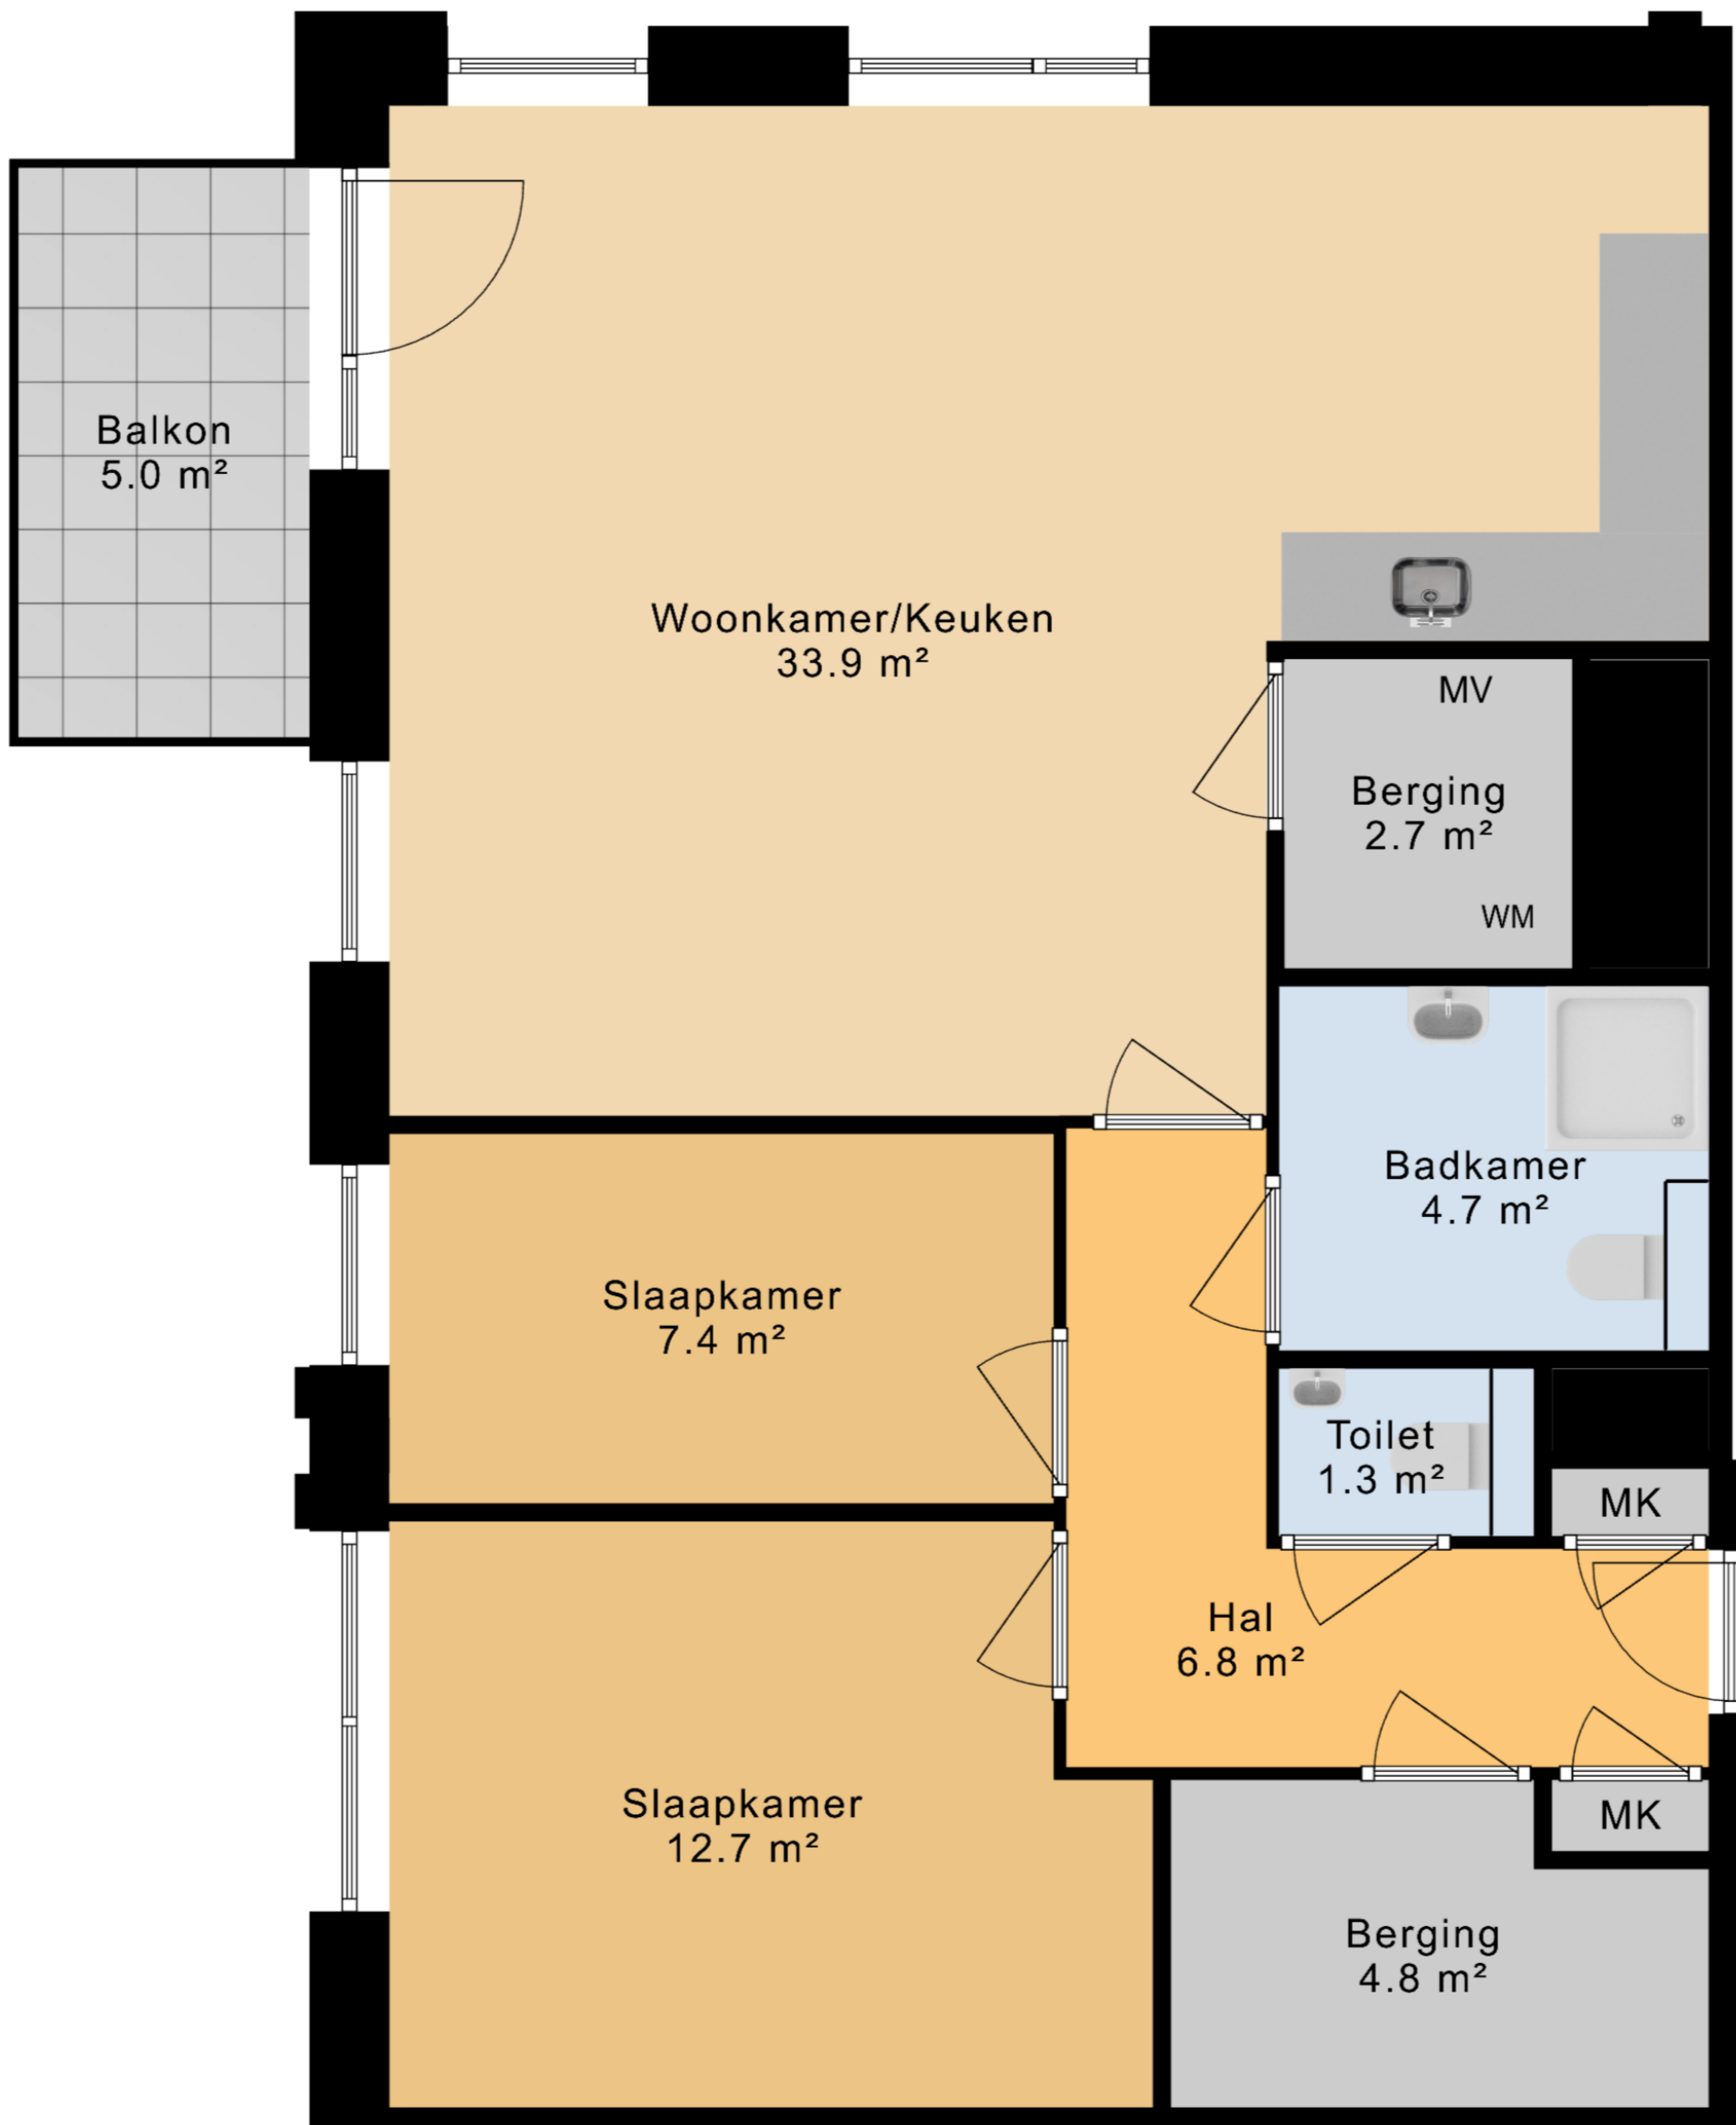 Balkon
5.0 m²
Woonkamer/Keuken
33.9 m²
MV
Berging
2.7 m²
WM
Badkamer
4.7 m²
Slaapkamer
7.4 m²
Toilet
1.3 m²
MK
Hal
6.8 m²
Slaapkamer
12.7 m²
MK
Berging
4.8 m²